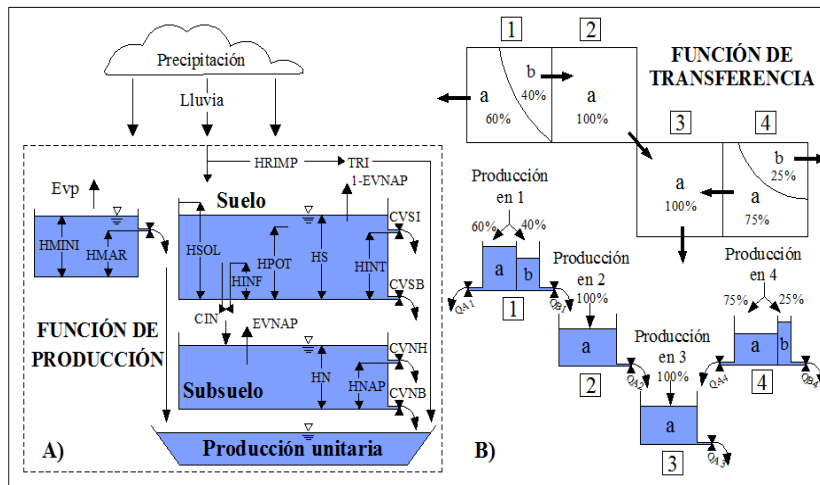 Precipitación
Lluvia
HRIMP
TRI
1-EVNAP
Evp
Suelo
CVSI
HMINI
HMAR
HSOL
HINF
HPOT
HS
HINT
CVSB
CIN
EVNAP
FUNCIÓN DE
PRODUCCIÓN
CVNH
HN
HNAP
Subsuelo
CVNB
A)
Producción unitaria
1
2
FUNCIÓN DE
TRANSFERENCIA
b
40%
a
60%
a
100%
3
4
a
100%
b
25%
a
75%
Producción
en 1
60%
40%
a
b
QA1
QB1
1
Producción
en 2
100%
a
QA2
2
Producción
en 3
100%
a
QA3
3
Producción
en 4
75%
25%
a
b
QA4
QB4
4
B)